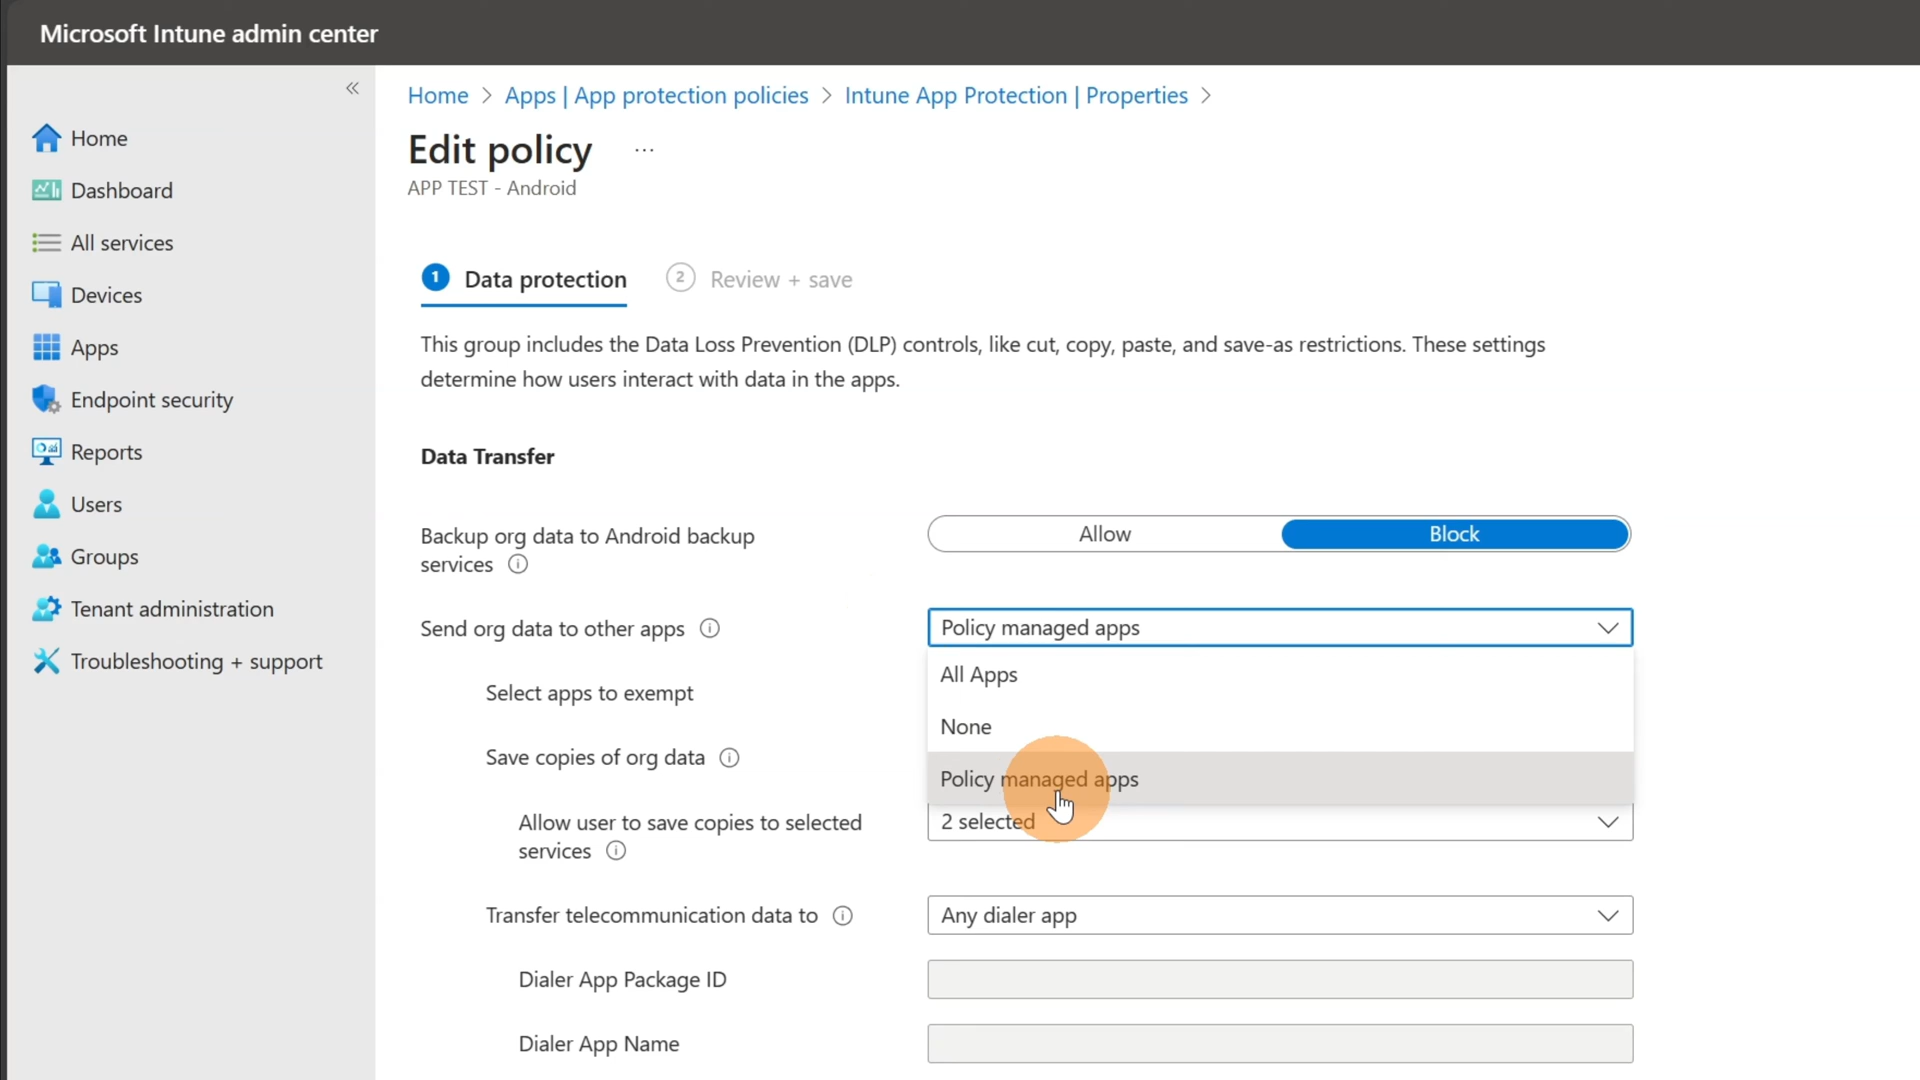 Microsoft Intune admin center
«
Home > Apps | App protection policies > Intune App Protection | Properties >
Home
Dashboard
All services
Devices
Apps
Endpoint security
Reports
Users
Groups
Tenant administration
Troubleshooting + support
Edit policy ...
APP TEST - Android
1 Data protection
2 Review + save
This group includes the Data Loss Prevention (DLP) controls, like cut, copy, paste, and save-as restrictions. These settings
determine how users interact with data in the apps.
Data Transfer
Backup org data to Android backup
services
Allow
Block
Send org data to other apps
Policy managed apps
All Apps
None
Policy managed apps
Select apps to exempt
Save copies of org data
Allow user to save copies to selected
services
2 selected
Transfer telecommunication data to
Any dialer app
Dialer App Package ID
Dialer App Name